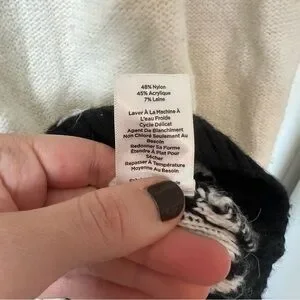 48% Nylon
45% Acrylique
7% Laine
Laver À La Machine À
L'eau Froide
Cycle Délicat
Agent De Blanchiment
Non Chloré Seulement Au
Besoin
Redonner Sa Forme
Étendre À Plat Pour
Sécher
Repasser À Température
Moyenne Au Besoin